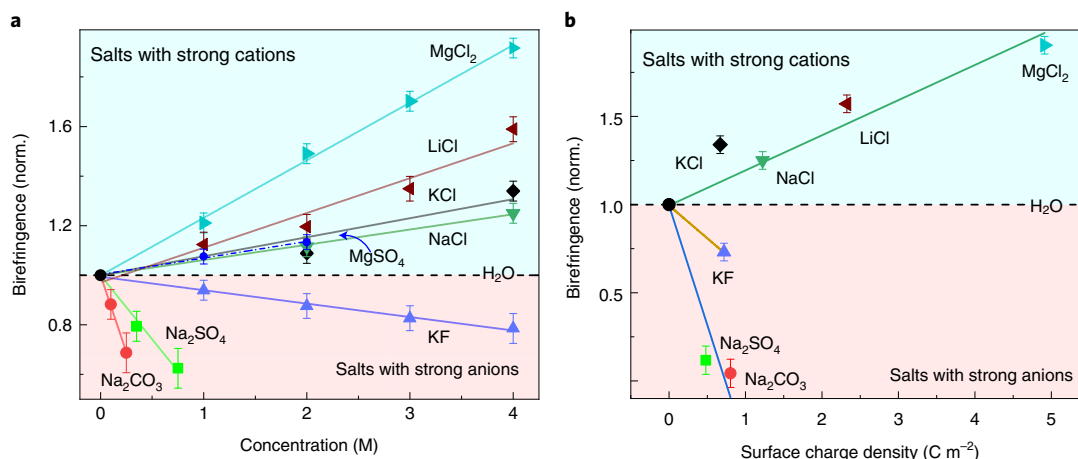 a
Salts with strong cations
MgCl₂
LiCl
KCl
NaCl
MgSO₄
H₂O
KF
Na₂SO₄
Na₂CO₃
Salts with strong anions
1.6
1.2
0.8
0
1
2
3
4
Birefringence (norm.)
Concentration (M)
b
Salts with strong cations
MgCl₂
LiCl
KCl
NaCl
H₂O
KF
Na₂SO₄
Na₂CO₃
Salts with strong anions
1.5
1.0
0.5
0
1
2
3
4
5
Birefringence (norm.)
Surface charge density (C m⁻²)